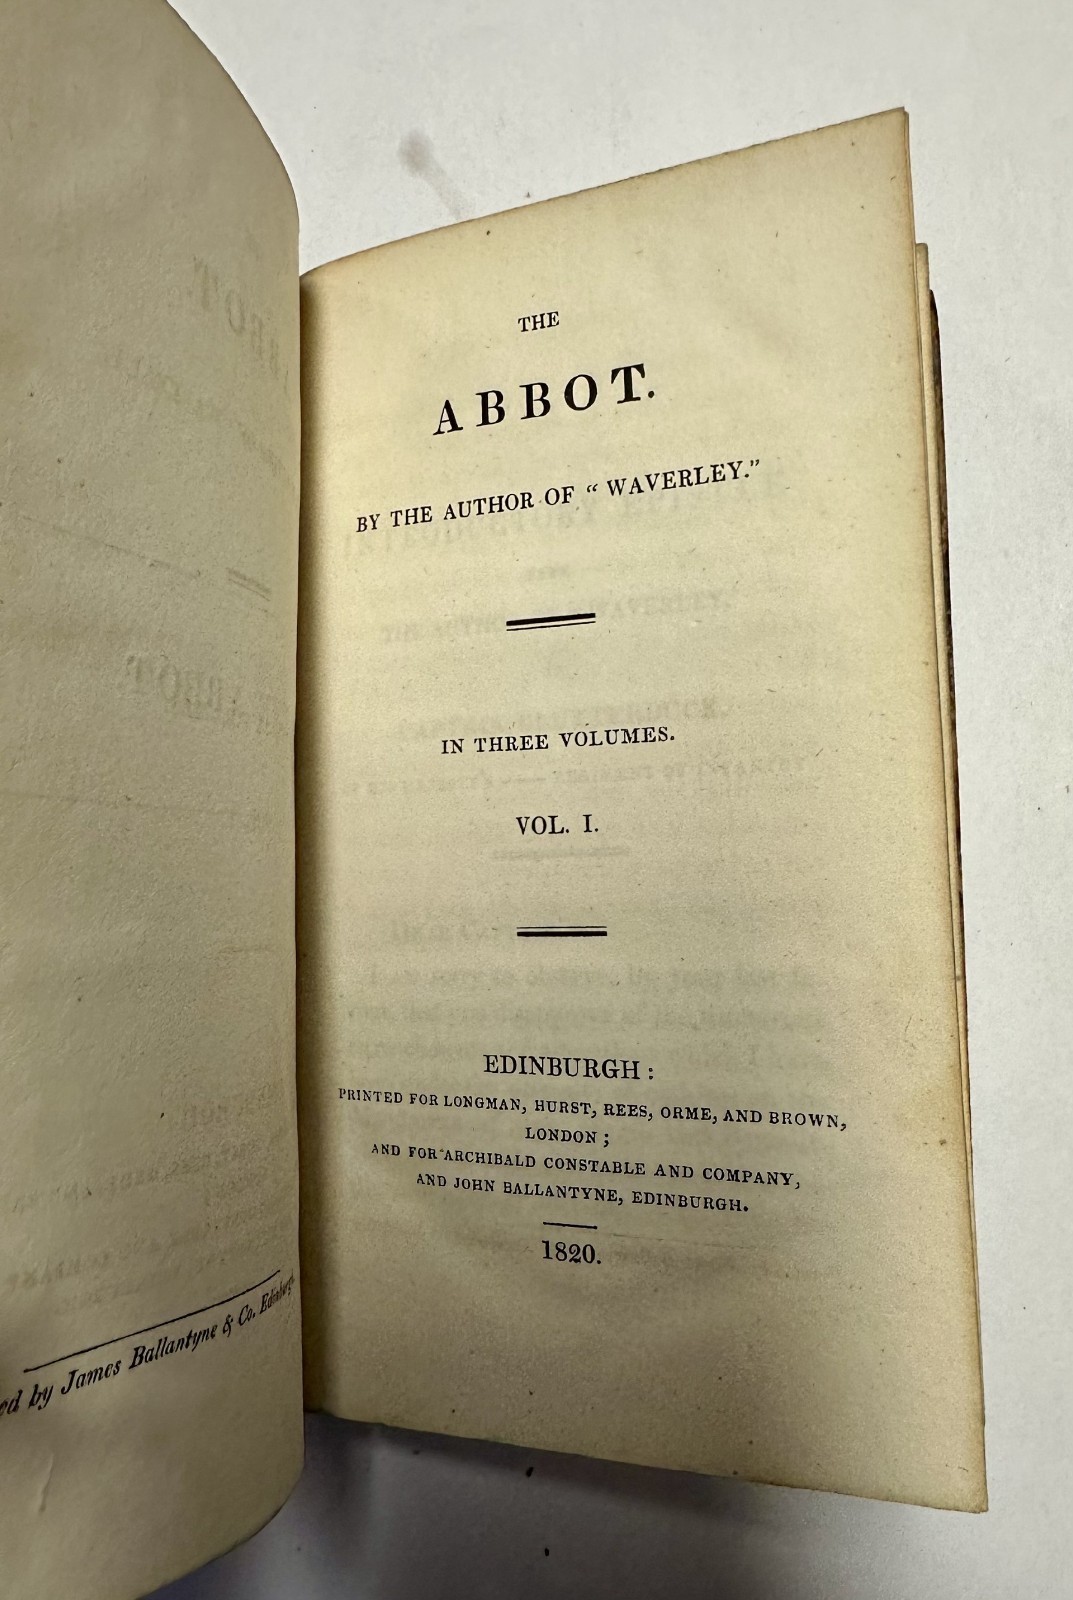 THE
ABBOT.
BY THE AUTHOR OF “ WAVERLEY.”
IN THREE VOLUMES.
VOL. I.
EDINBURGH :
PRINTED FOR LONGMAN, HURST, REES, ORME, AND BROWN,
LONDON ;
AND FOR ARCHIBALD CONSTABLE AND COMPANY,
AND JOHN BALLANTYNE, EDINBURGH.
1820.
by James Ballantyne & Co. Edinburgh